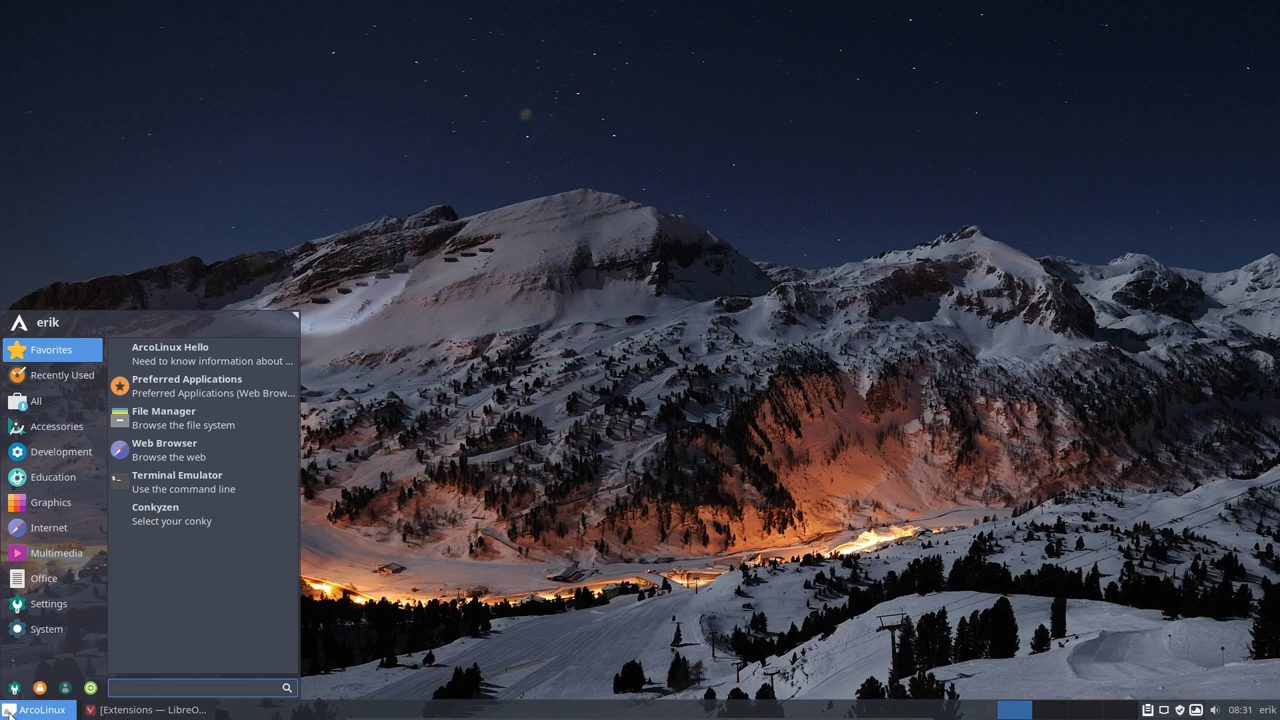 erik
Favorites
Recently Used
All
Accessories
Development
Education
Graphics
Internet
Multimedia
Office
Settings
System
ArcoLinux Hello
Need to know information about ...
Preferred Applications
Preferred Applications (Web Brow...
File Manager
Browse the file system
Web Browser
Browse the web
Terminal Emulator
Use the command line
Conkyzen
Select your conky
ArcoLinux
[Extensions — LibreO...
08:31
erik